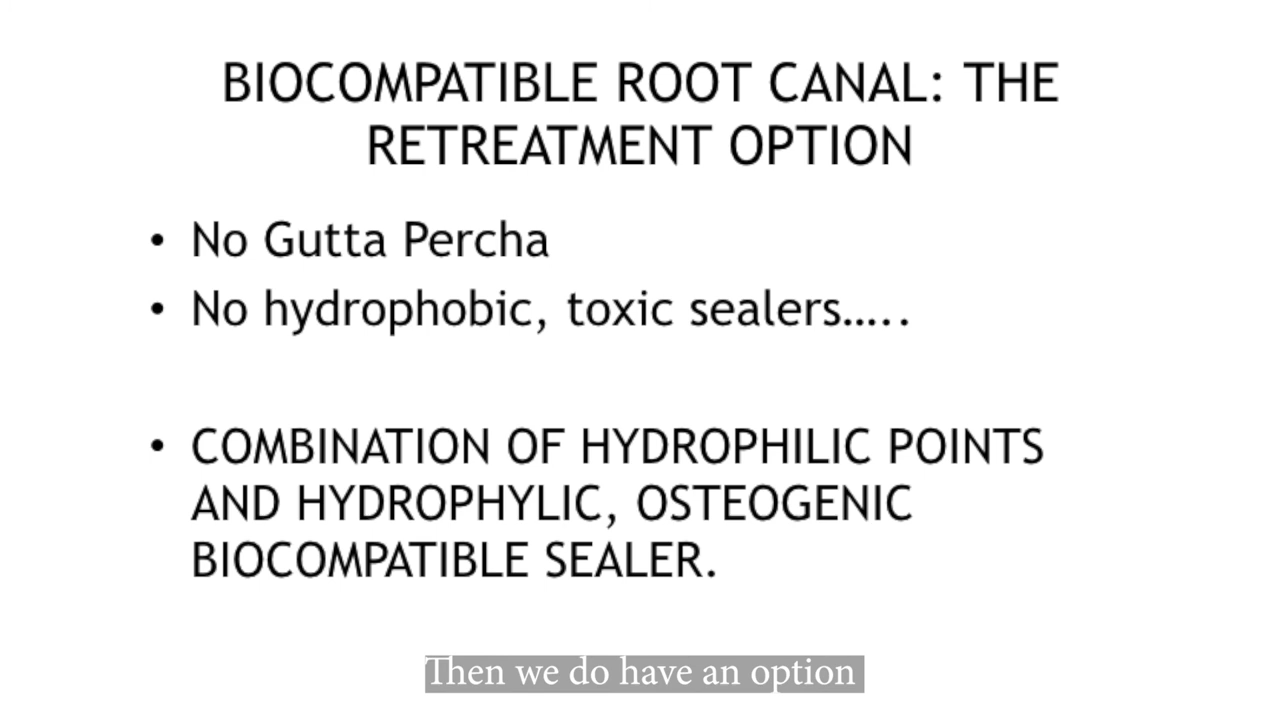 BIOCOMPATIBLE ROOT CANAL: THE
RETREATMENT OPTION
• No Gutta Percha
• No hydrophobic, toxic sealers.....
• COMBINATION OF HYDROPHILIC POINTS
AND HYDROPHYLIC, OSTEOGENIC
BIOCOMPATIBLE SEALER.
Then we do have an option